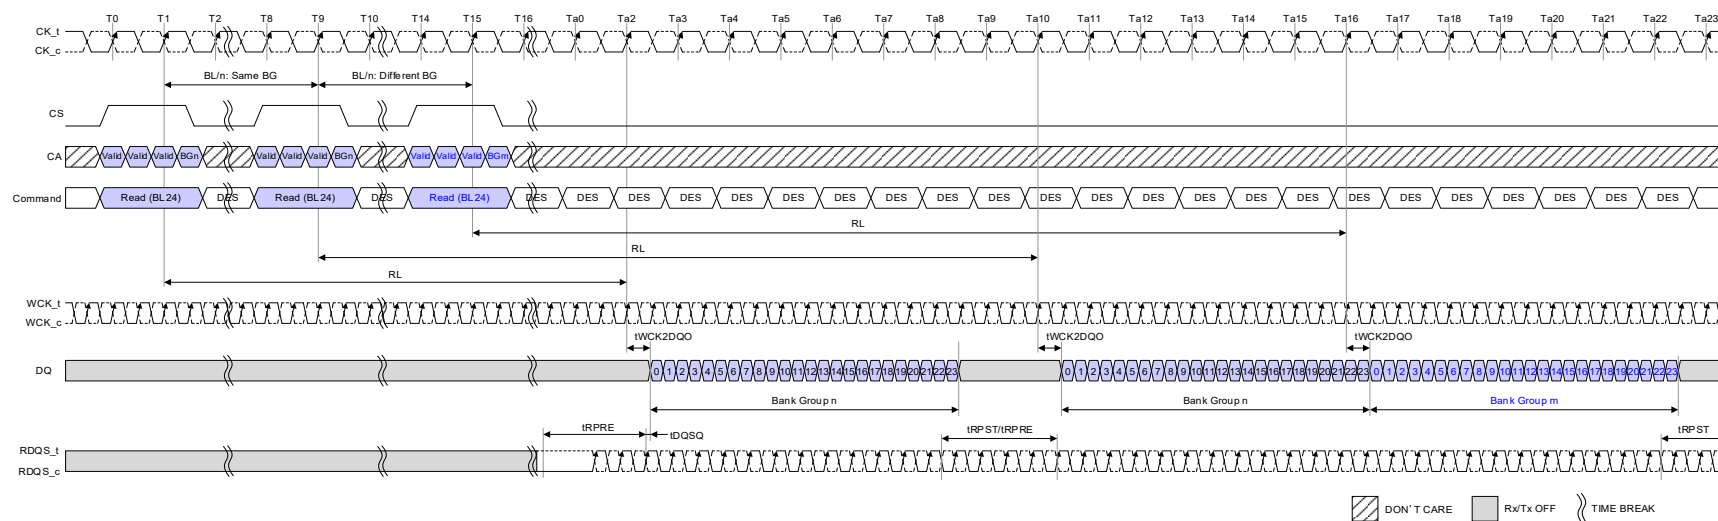 T0 T1 T2 T8 T9 T10 T14 T15 T16 Ta0 Ta2 Ta3 Ta4 Ta5 Ta6 Ta7 Ta8 Ta9 Ta10 Ta11 Ta12 Ta13 Ta14 Ta15 Ta16 Ta17 Ta18 Ta19 Ta20 Ta21 Ta22 Ta23
CK_t
CK_c
BL/n: Same BG BL/n: Different BG
CS
CA Valid Valid Valid BGn Valid Valid Valid BGn Valid Valid Valid BGm
Command Read (BL24) DES Read (BL24) DES Read (BL24) DES DES DES DES DES DES DES DES DES DES DES DES DES DES DES DES DES DES DES DES DES DES DES
RL
RL
RL
WCK_t
WCK_c
tWCK2DQO tWCK2DQO tWCK2DQO
DQ 0 1 2 3 4 5 6 7 8 9 10 11 12 13 14 15 16 17 18 19 20 21 22 23 0 1 2 3 4 5 6 7 8 9 10 11 12 13 14 15 16 17 18 19 20 21 22 23 0 1 2 3 4 5 6 7 8 9 10 11 12 13 14 15 16 17 18 19 20 21 22 23
Bank Group n Bank Group n Bank Group m
tRPRE tDQSQ tRPST/tRPRE tRPST
RDQS_t
RDQS_c
DON'T CARE Rx/Tx OFF TIME BREAK